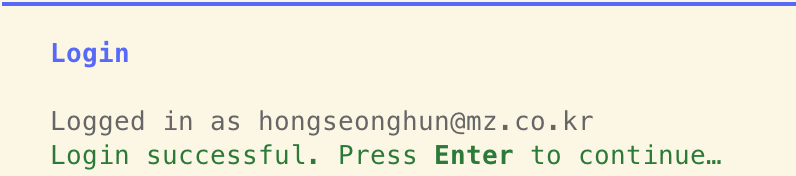 Login
Logged in as hongseonghun@mz.co.kr
Login successful. Press Enter to continue…